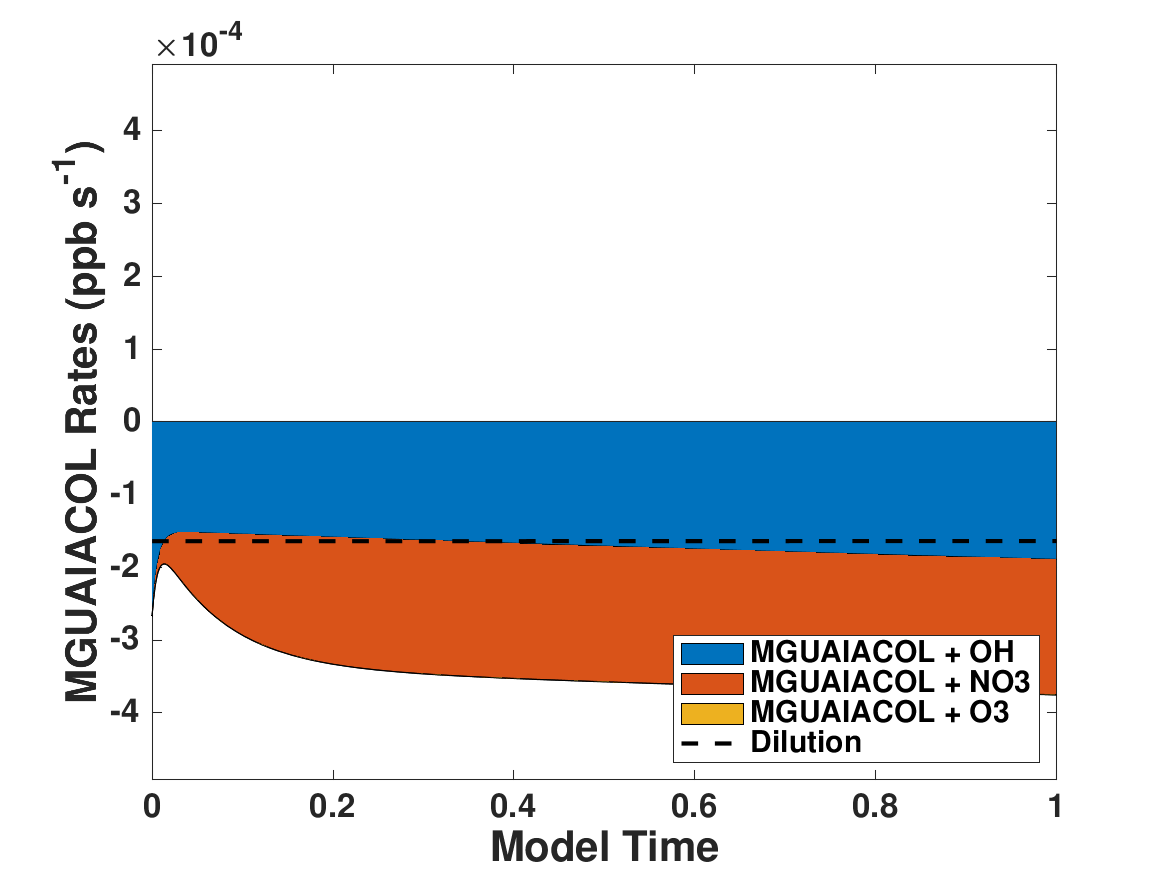 ×10-4
4
3
2
1
0
-1
-2
-3
-4
MGUAIACOL Rates (ppb s-1)
MGUAIACOL + OH
MGUAIACOL + NO3
MGUAIACOL + O3
Dilution
0 0.2 0.4 0.6 0.8 1
Model Time